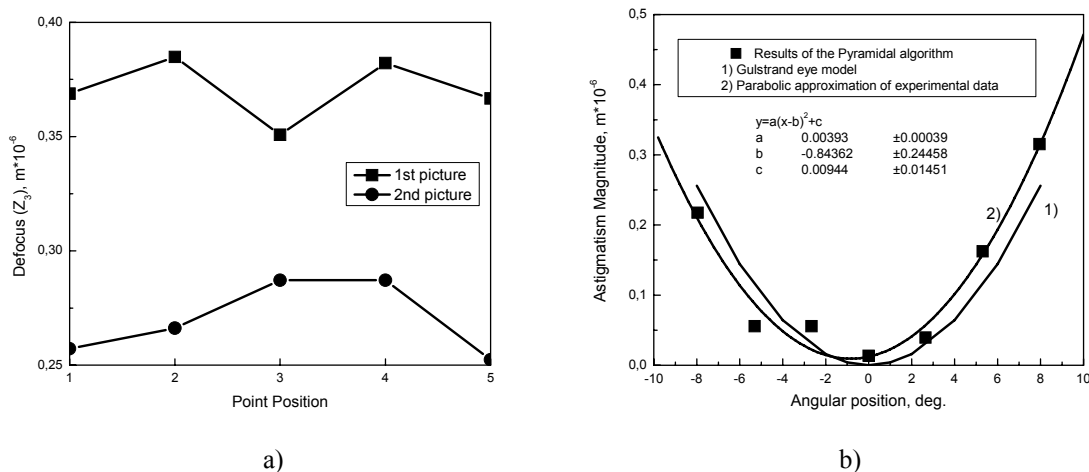 0,40
0,35
0,30
0,25
Defocus (Z3), m*10-6
1st picture
2nd picture
1 2 3 4 5
Point Position
a)
0,5
0,4
0,3
0,2
0,1
0,0
Astigmatism Magnitude, m*10-6
Results of the Pyramidal algorithm
1) Gulstrand eye model
2) Parabolic approximation of experimental data
y=a(x-b)2+c
a 0.00393 ±0.00039
b -0.84362 ±0.24458
c 0.00944 ±0.01451
2)
1)
-10 -8 -6 -4 -2 0 2 4 6 8 10
Angular position, deg.
b)